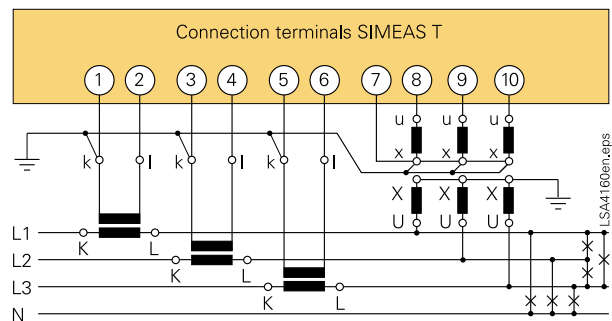 Connection terminals SIMEAS T
1 2 3 4 5 6 7 8 9 10
u u u
x x x
k l k l k l
X X X
U U U
L1 K L
L2 K L
L3 K L
N
LSA4160en.eps